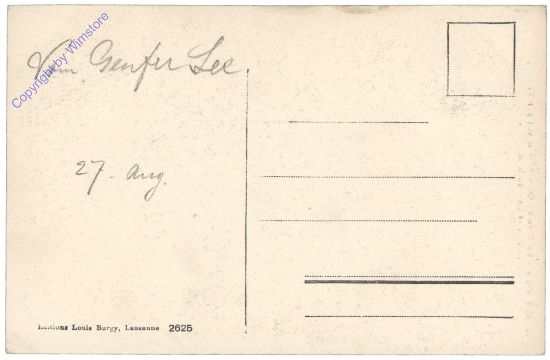 Vom Genfer See
Copyright by Wimstore
27. Aug.
Editions Louis Burgy, Lausanne 2625